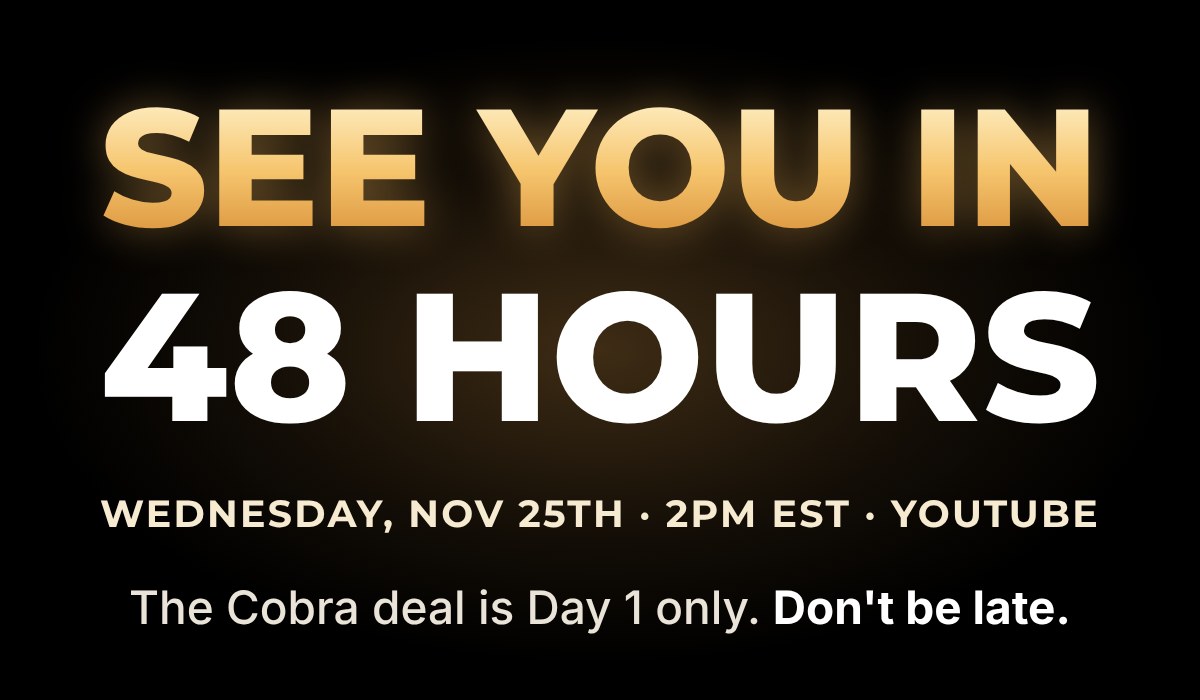 SEE YOU IN
48 HOURS
WEDNESDAY, NOV 25TH · 2PM EST · YOUTUBE
The Cobra deal is Day 1 only. Don't be late.